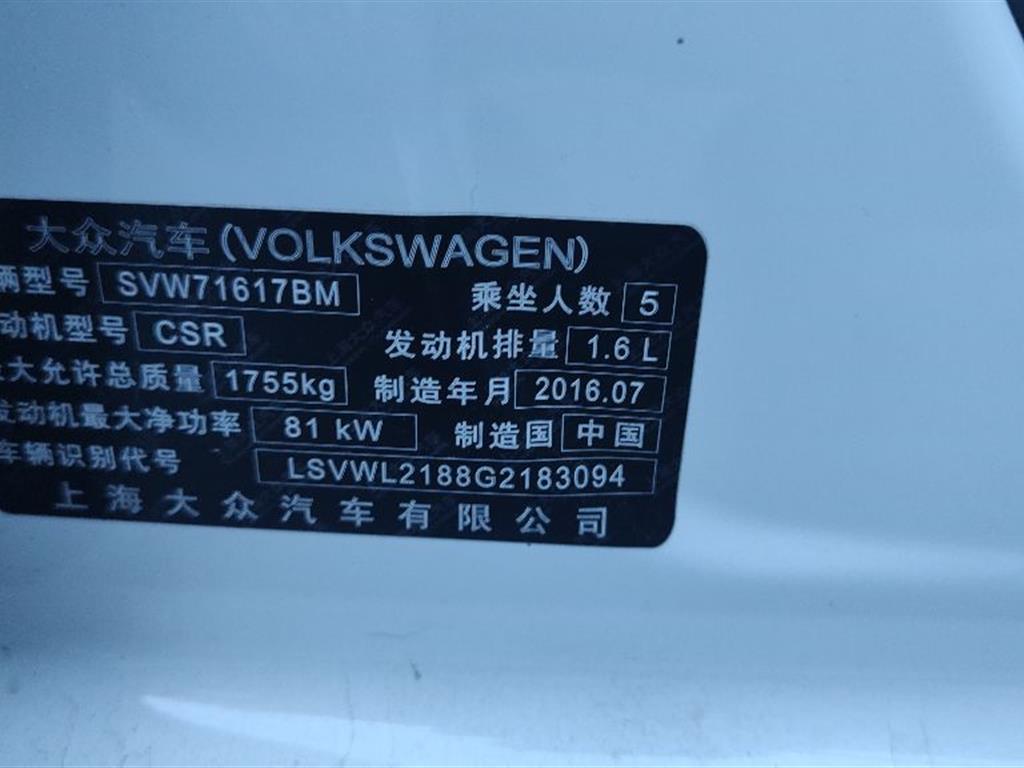 大众汽车(VOLKSWAGEN)
辆型号 SVW71617BM 乘坐人数 5
动机型号 CSR 发动机排量 1.6 L
大允许总质量 1755kg 制造年月 2016.07
发动机最大净功率 81 kW 制造国 中国
车辆识别代号 LSVWL2188G2183094
上海大众汽车有限公司